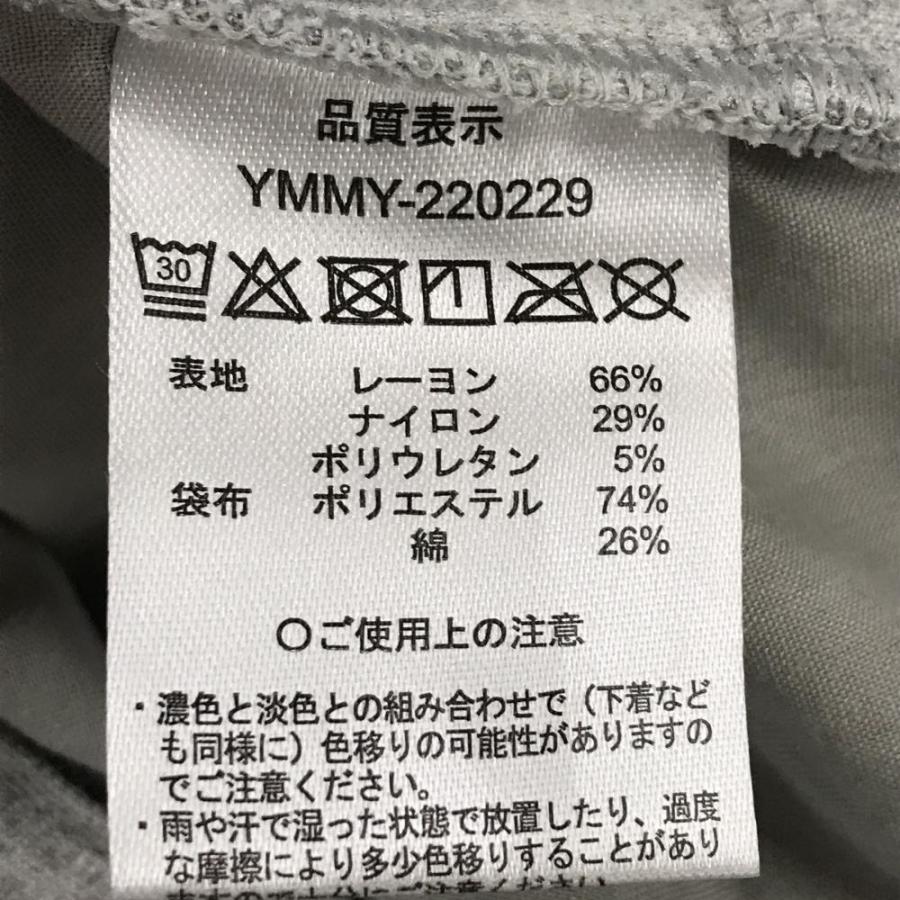 品質表示
YMMY-220229
30
表地 レーヨン 66%
ナイロン 29%
ポリウレタン 5%
袋布 ポリエステル 74%
綿 26%
〇ご使用上の注意
・濃色と淡色との組み合わせで（下着など
も同様に）色移りの可能性がありますの
でご注意ください。
・雨や汗で湿った状態で放置したり、過度
な摩擦により多少色移りすることがあり